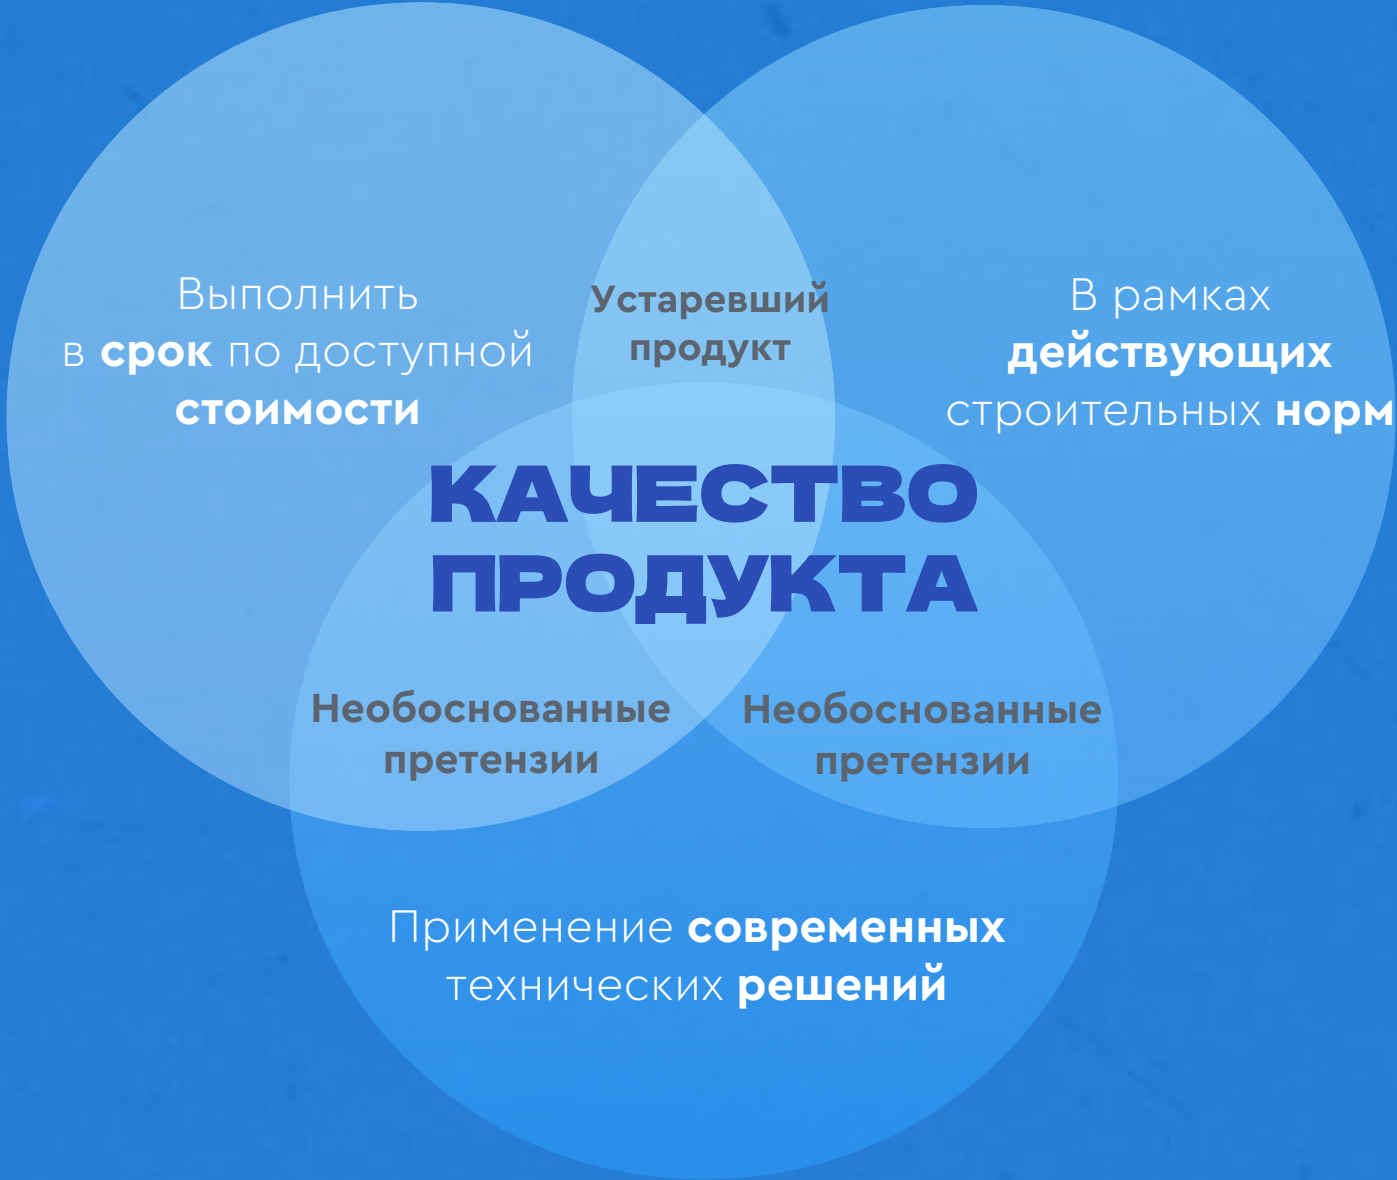 Выполнить
в срок по доступной
стоимости
Устаревший
продукт
В рамках
действующих
строительных норм
КАЧЕСТВО
ПРОДУКТА
Необоснованные
претензии
Необоснованные
претензии
Применение современных
технических решений